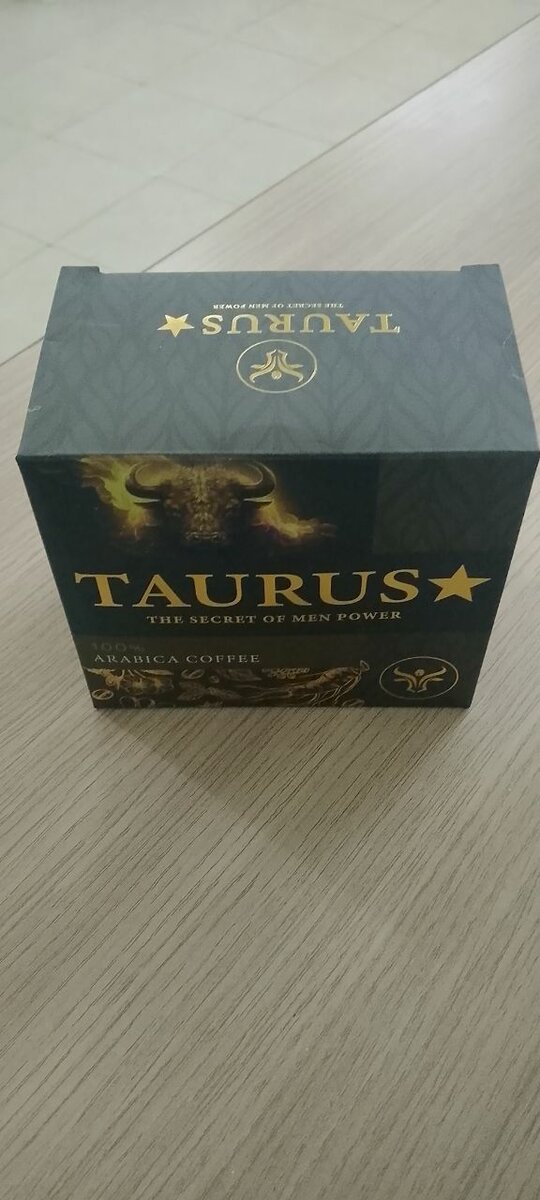 THE SECRET OF MEN POWER
TAURUS
TAURUS
THE SECRET OF MEN POWER
100%
ARABICA COFFEE